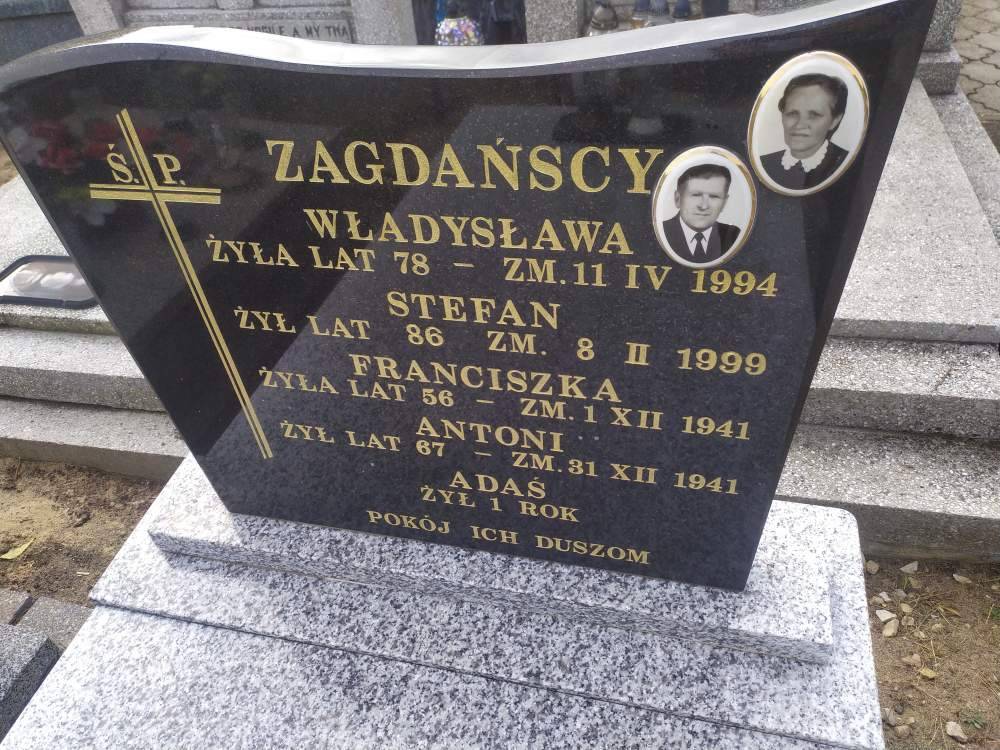 Ś. P.
ZAGDAŃSCY
WŁADYSŁAWA
ŻYŁA LAT 78 – ZM. 11 IV 1994
STEFAN
ŻYŁ LAT 86 ZM. 8 II 1999
FRANCISZKA
ŻYŁA LAT 56 – ZM. 1 XII 1941
ANTONI
ŻYŁ LAT 67 – ZM. 31 XII 1941
ADAŚ
ŻYŁ 1 ROK
POKÓJ ICH DUSZOM